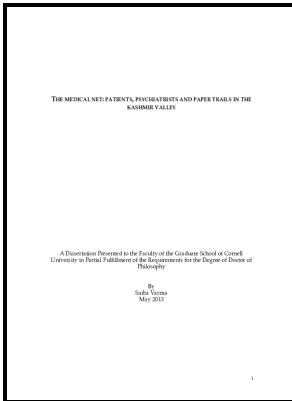 THE MEDICAL NET: PATIENTS, PSYCHIATRISTS AND PAPER TRAILS IN THE
KASHMIR VALLEY
A Dissertation Presented to the Faculty of the Graduate School of Cornell
University in Partial Fulfillment of the Requirements for the Degree of Doctor of
Philosophy
By
Saiba Varma
May 2013
1